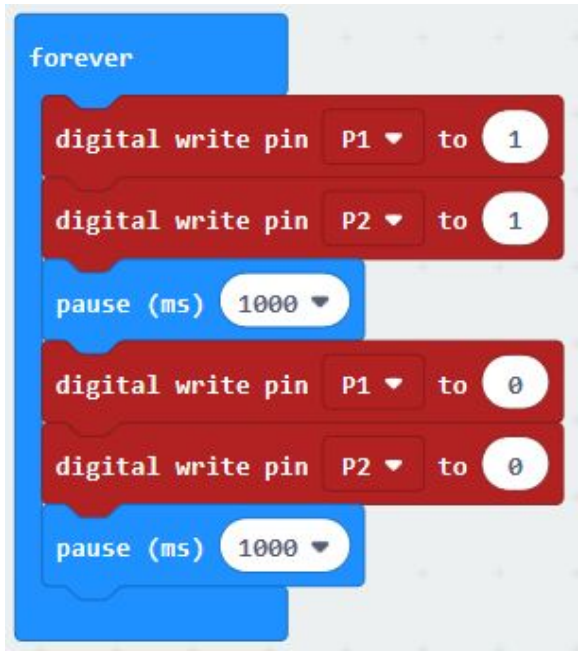 forever
digital write pin P1 to 1
digital write pin P2 to 1
pause (ms) 1000
digital write pin P1 to 0
digital write pin P2 to 0
pause (ms) 1000